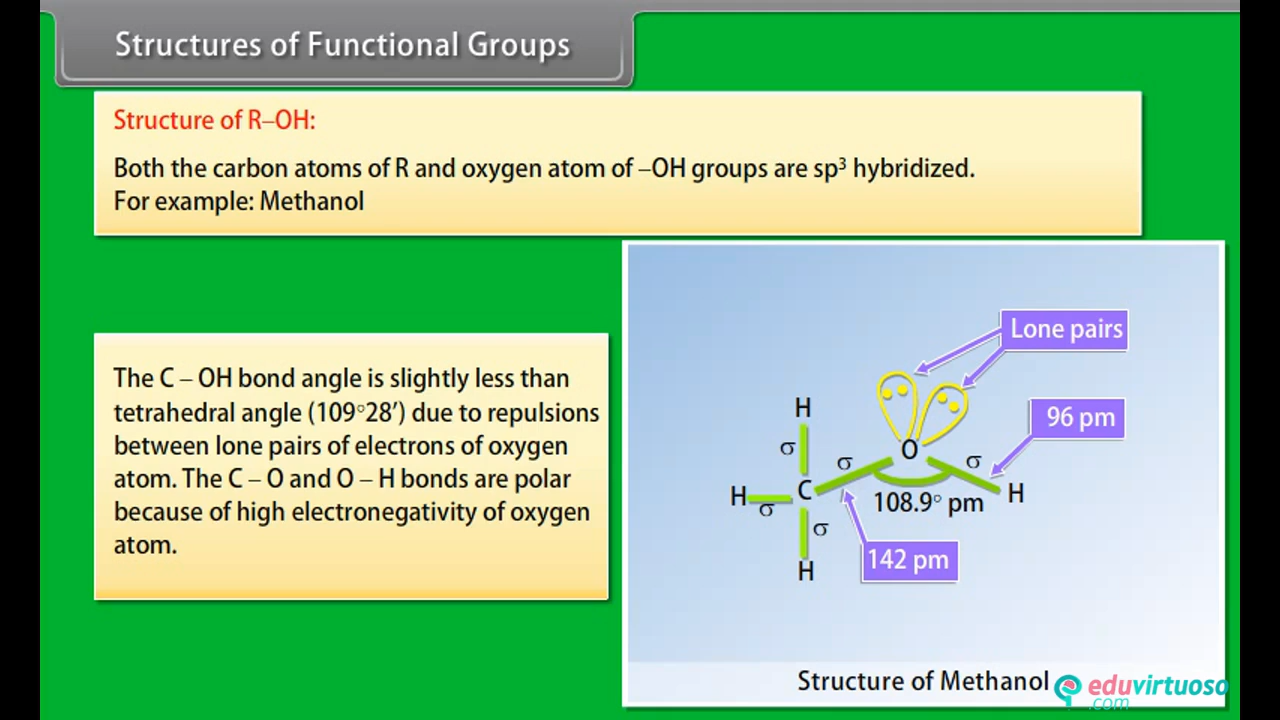 Structures of Functional Groups
Structure of R–OH:
Both the carbon atoms of R and oxygen atom of –OH groups are sp³ hybridized.
For example: Methanol
The C – OH bond angle is slightly less than
tetrahedral angle (109°28′) due to repulsions
between lone pairs of electrons of oxygen
atom. The C – O and O – H bonds are polar
because of high electronegativity of oxygen
atom.
Lone pairs
96 pm
H
σ
σ
O
σ
H
σ
C
108.9° pm
H
σ
142 pm
H
Structure of Methanol
eduvirtuoso
.com